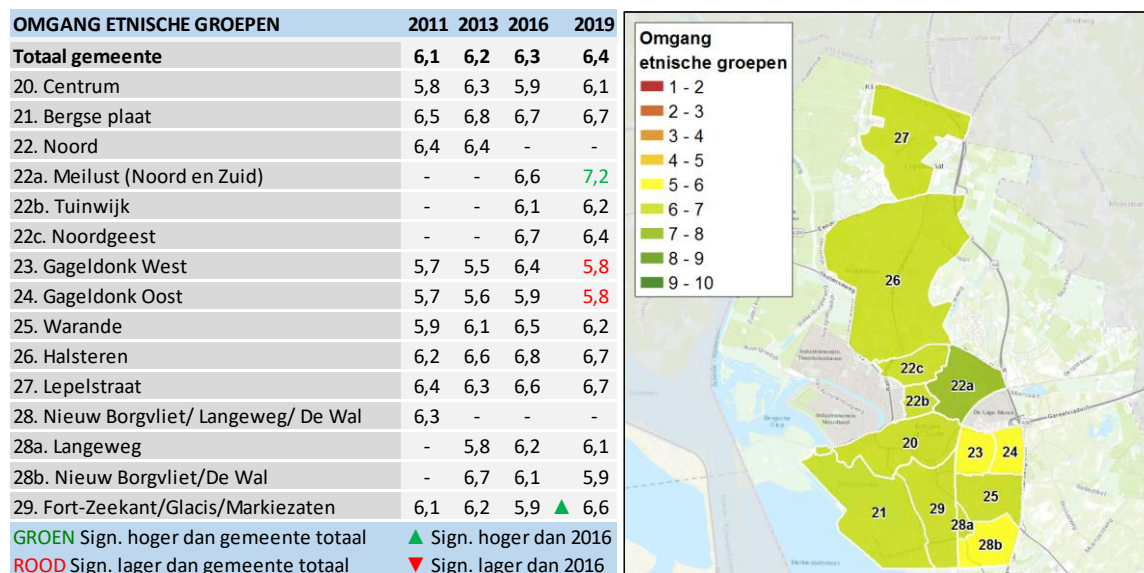 OMGANG ETNISCHE GROEPEN 2011 2013 2016 2019
Totaal gemeente 6,1 6,2 6,3 6,4
20. Centrum 5,8 6,3 5,9 6,1
21. Bergse plaat 6,5 6,8 6,7 6,7
22. Noord 6,4 6,4 - -
22a. Meilust (Noord en Zuid) - - 6,6 7,2
22b. Tuinwijk - - 6,1 6,2
22c. Noordgeest - - 6,7 6,4
23. Gageldonk West 5,7 5,5 6,4 5,8
24. Gageldonk Oost 5,7 5,6 5,9 5,8
25. Warande 5,9 6,1 6,5 6,2
26. Halsteren 6,2 6,6 6,8 6,7
27. Lepelstraat 6,4 6,3 6,6 6,7
28. Nieuw Borgvliet/ Langeweg/ De Wal 6,3 - - -
28a. Langeweg - 5,8 6,2 6,1
28b. Nieuw Borgvliet/De Wal - 6,7 6,1 5,9
29. Fort-Zeekant/Glacis/Markiezaten 6,1 6,2 5,9 ▲ 6,6
GROEN Sign. hoger dan gemeente totaal ▲ Sign. hoger dan 2016
ROOD Sign. lager dan gemeente totaal ▼ Sign. lager dan 2016
Omgang
etnische groepen
1 - 2
2 - 3
3 - 4
4 - 5
5 - 6
6 - 7
7 - 8
8 - 9
9 - 10
27
26
22c
22a
22b
20
23
24
25
21
29
28a
28b